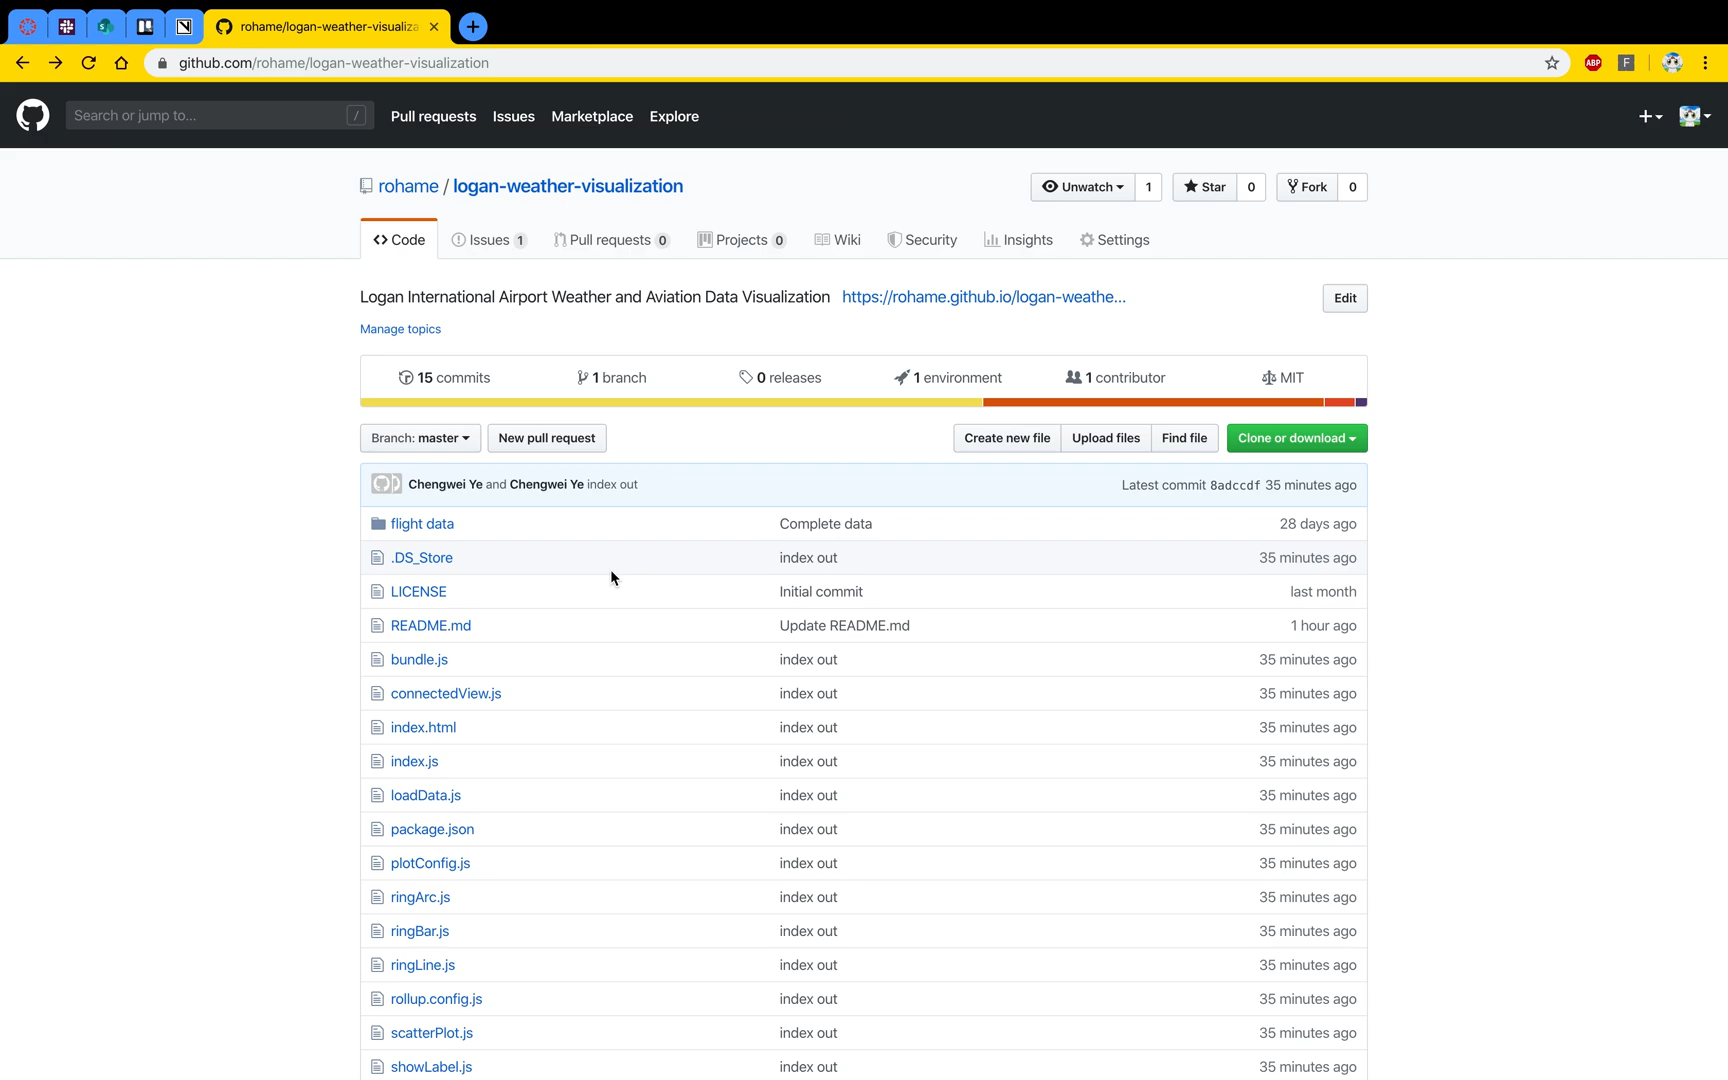 rohame/logan-weather-visualiza
github.com/rohame/logan-weather-visualization
ABP
F
Search or jump to...
/
Pull requests Issues Marketplace Explore
rohame / logan-weather-visualization
Unwatch 1
Star 0
Fork 0
Code
Issues 1
Pull requests 0
Projects 0
Wiki
Security
Insights
Settings
Logan International Airport Weather and Aviation Data Visualization https://rohame.github.io/logan-weathe...
Edit
Manage topics
15 commits
1 branch
0 releases
1 environment
1 contributor
MIT
Branch: master
New pull request
Create new file
Upload files
Find file
Clone or download
Chengwei Ye and Chengwei Ye index out
Latest commit 8adccdf 35 minutes ago
flight data Complete data 28 days ago
.DS_Store index out 35 minutes ago
LICENSE Initial commit last month
README.md Update README.md 1 hour ago
bundle.js index out 35 minutes ago
connectedView.js index out 35 minutes ago
index.html index out 35 minutes ago
index.js index out 35 minutes ago
loadData.js index out 35 minutes ago
package.json index out 35 minutes ago
plotConfig.js index out 35 minutes ago
ringArc.js index out 35 minutes ago
ringBar.js index out 35 minutes ago
ringLine.js index out 35 minutes ago
rollup.config.js index out 35 minutes ago
scatterPlot.js index out 35 minutes ago
showLabel.js index out 35 minutes ago